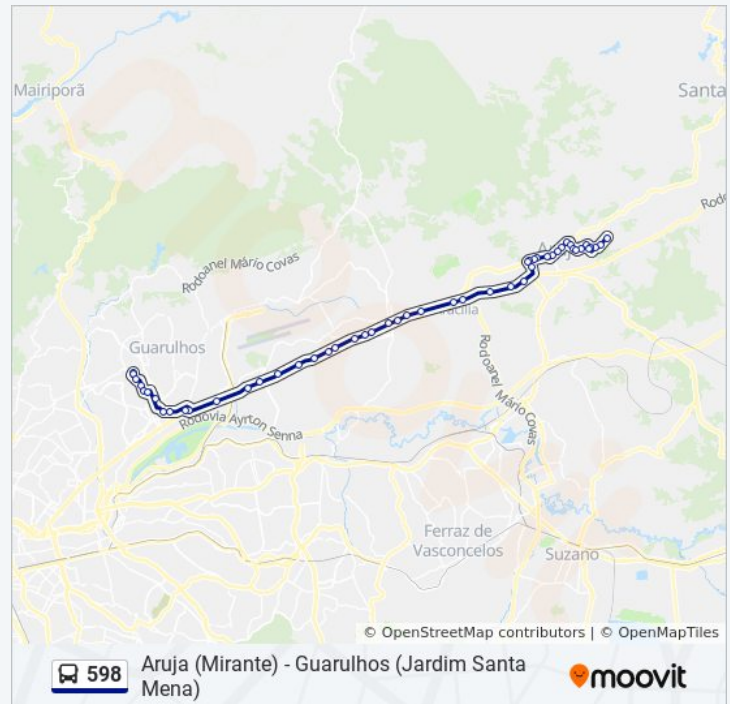 Mairiporã
Santa
Rodo
Rodoanel Mário Covas
Guarulhos
Rodoanel Mário Covas
Rodovia Ayrton Senna
Ferraz de
Vasconcelos
Suzano
© OpenStreetMap contributors | © OpenMapTiles
598
Aruja (Mirante) - Guarulhos (Jardim Santa
Mena)
moovit